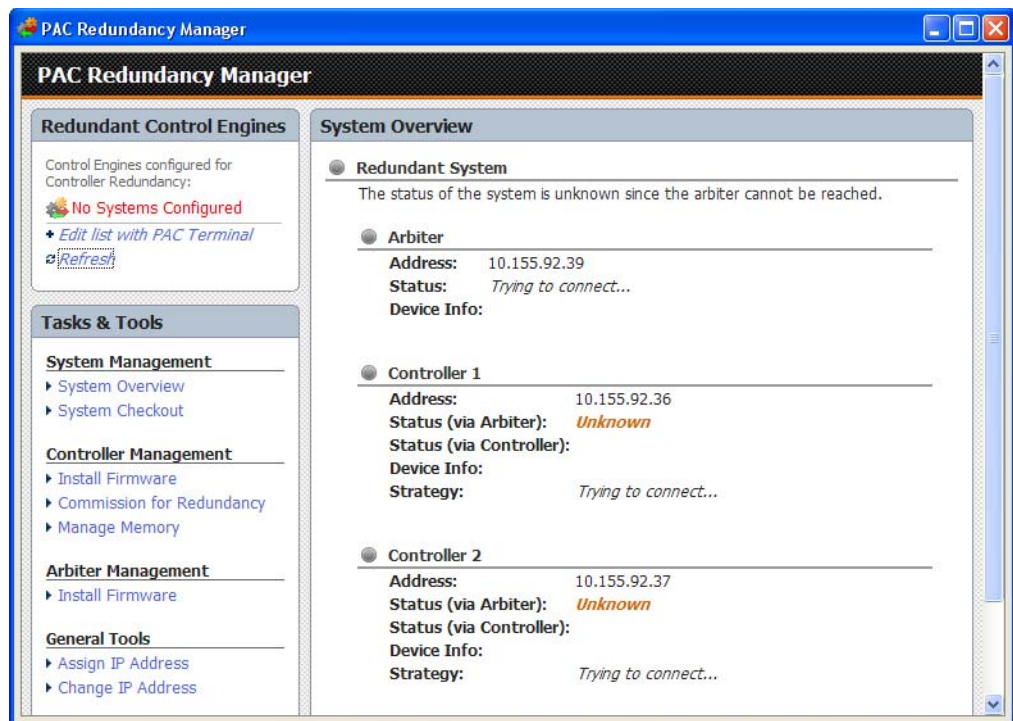 PAC Redundancy Manager
PAC Redundancy Manager
Redundant Control Engines
Control Engines configured for
Controller Redundancy:
No Systems Configured
Edit list with PAC Terminal
Refresh
Tasks & Tools
System Management
System Overview
System Checkout
Controller Management
Install Firmware
Commission for Redundancy
Manage Memory
Arbiter Management
Install Firmware
General Tools
Assign IP Address
Change IP Address
System Overview
Redundant System
The status of the system is unknown since the arbiter cannot be reached.
Arbiter
Address: 10.155.92.39
Status: Trying to connect...
Device Info:
Controller 1
Address: 10.155.92.36
Status (via Arbiter): Unknown
Status (via Controller):
Device Info:
Strategy: Trying to connect...
Controller 2
Address: 10.155.92.37
Status (via Arbiter): Unknown
Status (via Controller):
Device Info:
Strategy: Trying to connect...